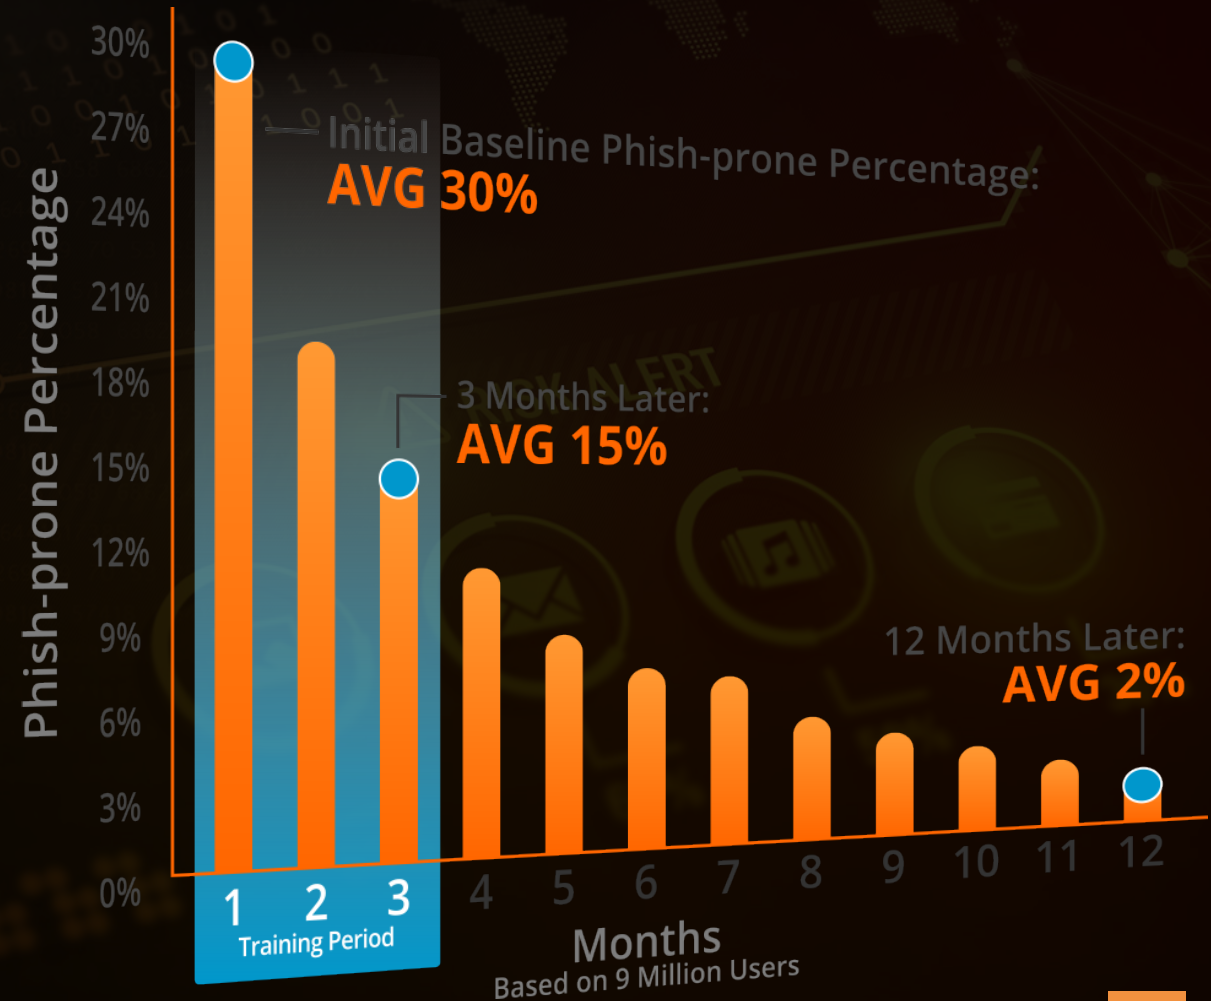 30%
27%
24%
21%
18%
15%
12%
9%
6%
3%
0%
Phish-prone Percentage
Initial Baseline Phish-prone Percentage:
AVG 30%
RISK ALERT
3 Months Later:
AVG 15%
12 Months Later:
AVG 2%
1 2 3 4 5 6 7 8 9 10 11 12
Training Period
Months
Based on 9 Million Users